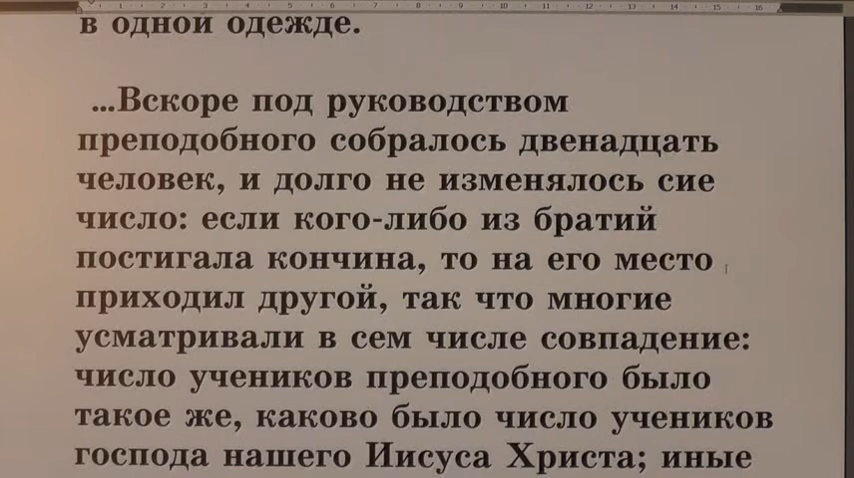 в одной одежде.
...Вскоре под руководством
преподобного собралось двенадцать
человек, и долго не изменялось сие
число: если кого-либо из братий
постигала кончина, то на его место
приходил другой, так что многие
усматривали в сем числе совпадение:
число учеников преподобного было
такое же, каково было число учеников
господа нашего Иисуса Христа; иные